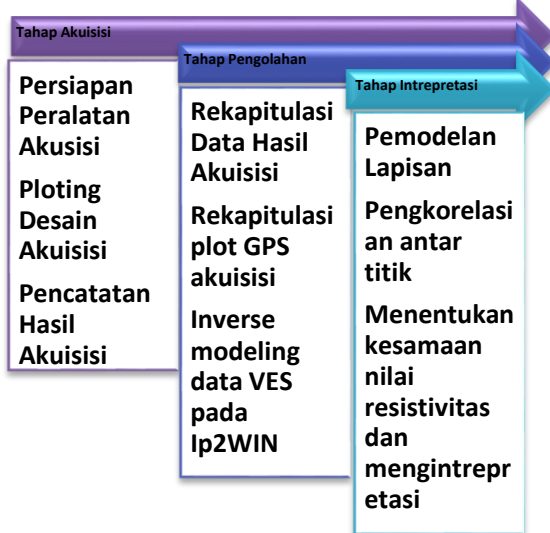 Tahap Akuisisi
Persiapan
Peralatan
Akusisi
Ploting
Desain
Akuisisi
Pencatatan
Hasil
Akuisisi
Tahap Pengolahan
Rekapitulasi
Data Hasil
Akuisisi
Rekapitulasi
plot GPS
akuisisi
Inverse
modeling
data VES
pada
Ip2WIN
Tahap Intrepretasi
Pemodelan
Lapisan
Pengkorelasi
an antar
titik
Menentukan
kesamaan
nilai
resistivitas
dan
mengintrepr
etasi